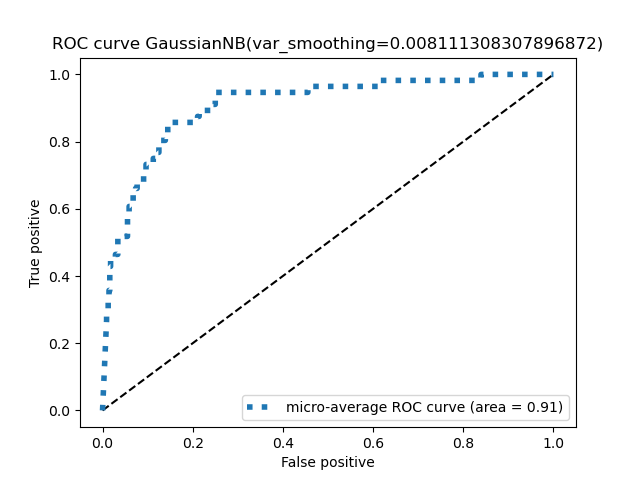 ROC curve GaussianNB(var_smoothing=0.008111308307896872)
1.0
0.8
0.6
0.4
0.2
0.0
True positive
micro-average ROC curve (area = 0.91)
0.0 0.2 0.4 0.6 0.8 1.0
False positive